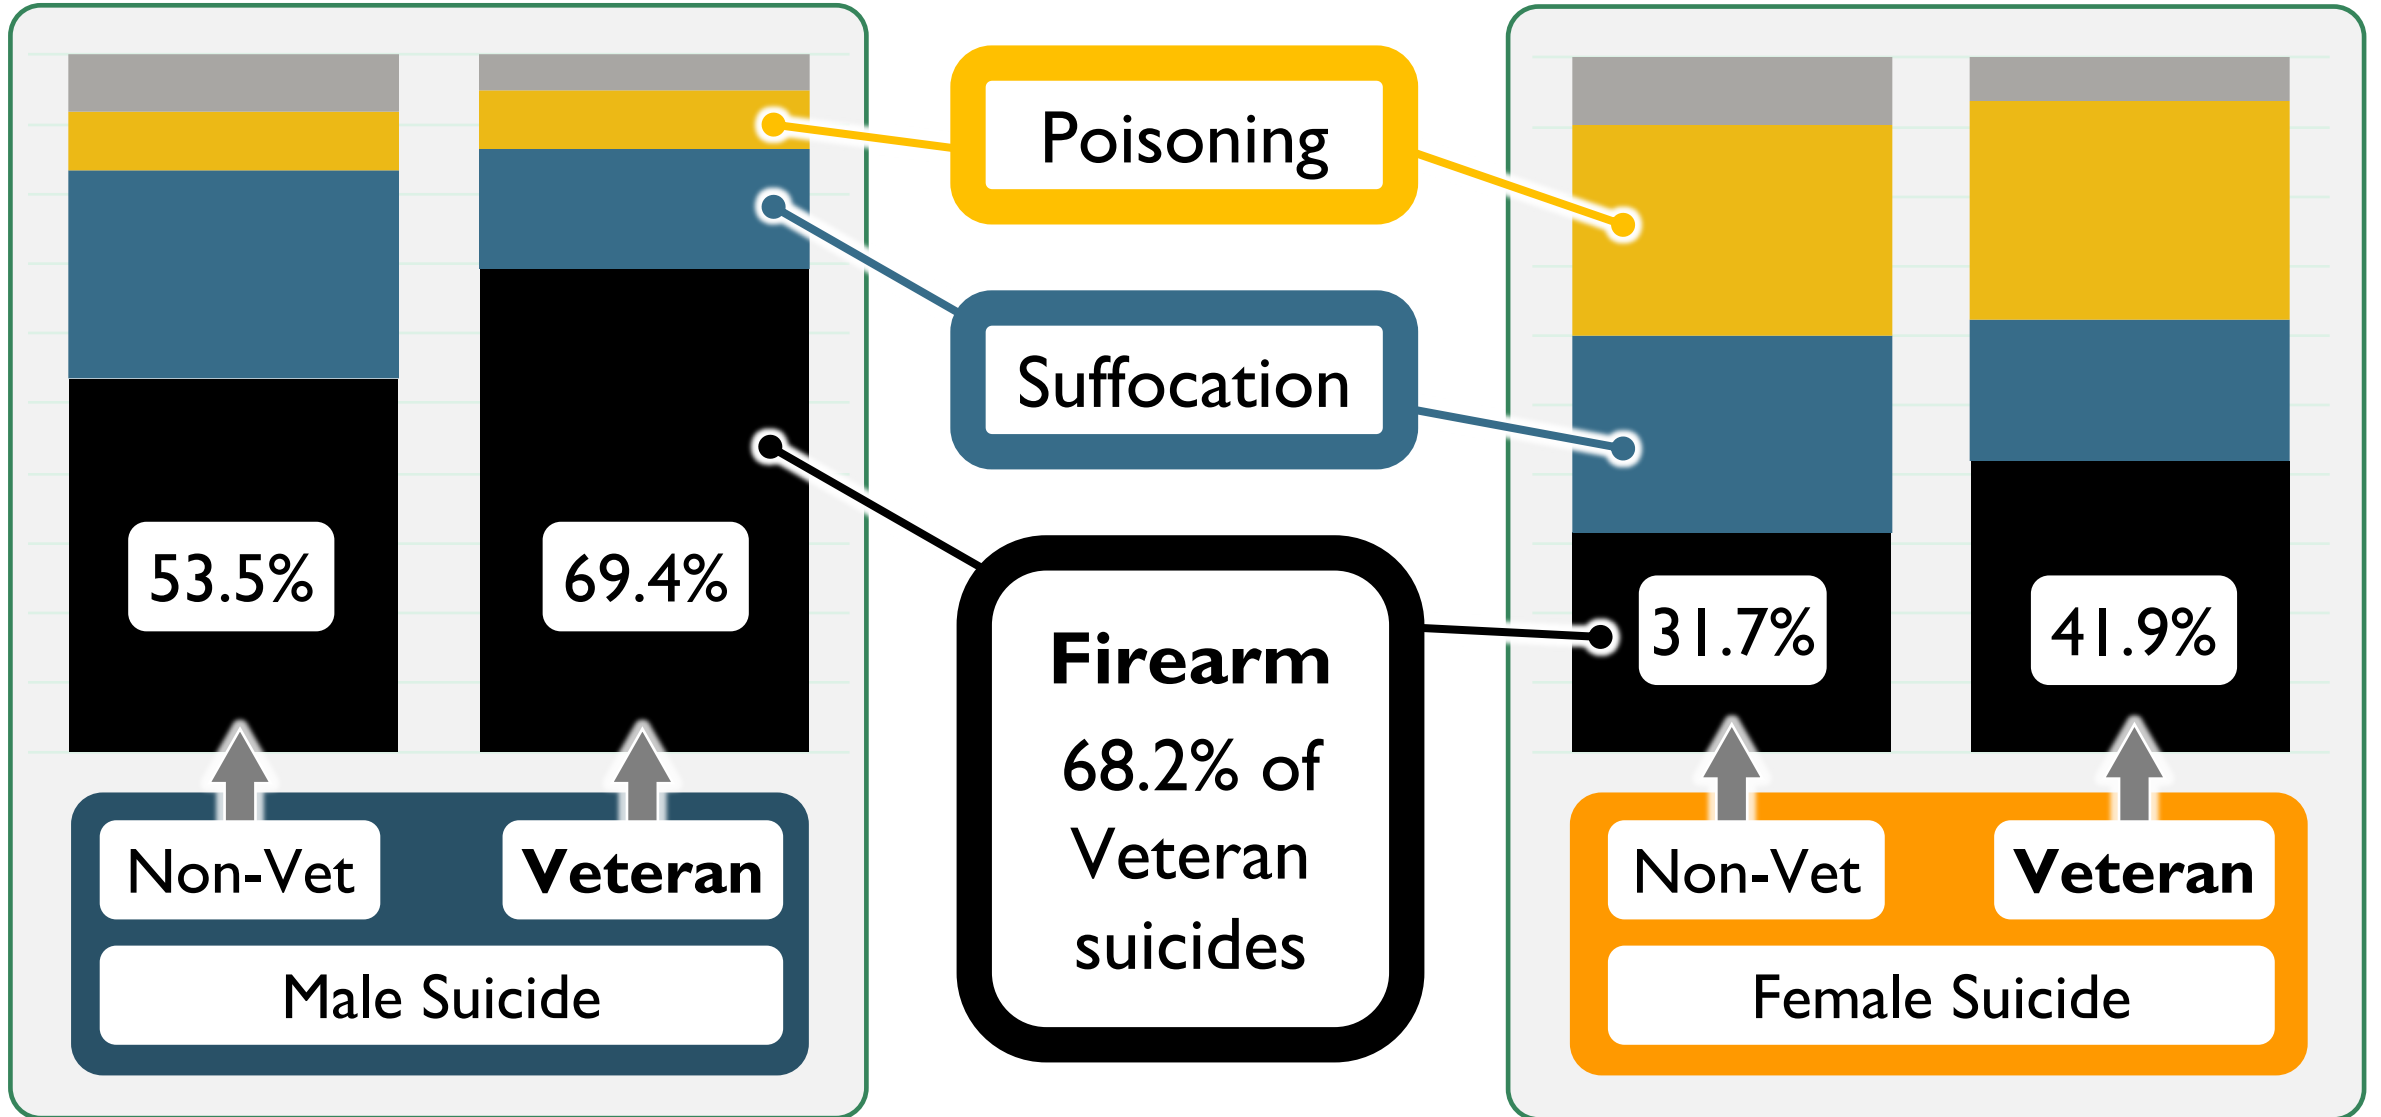 Poisoning
Suffocation
53.5%
69.4%
Firearm
68.2% of
Veteran
suicides
31.7%
41.9%
Non-Vet
Veteran
Male Suicide
Non-Vet
Veteran
Female Suicide